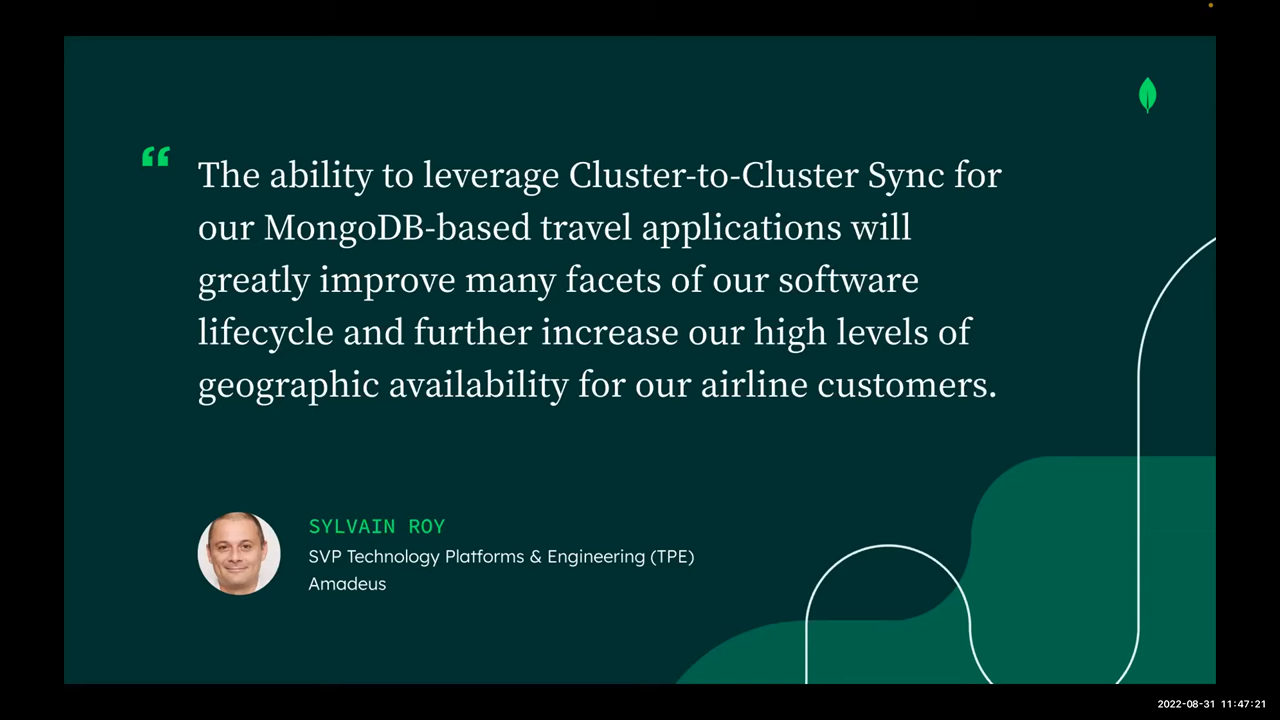 “
The ability to leverage Cluster-to-Cluster Sync for
our MongoDB-based travel applications will
greatly improve many facets of our software
lifecycle and further increase our high levels of
geographic availability for our airline customers.
SYLVAIN ROY
SVP Technology Platforms & Engineering (TPE)
Amadeus
2022-08-31 11:47:21